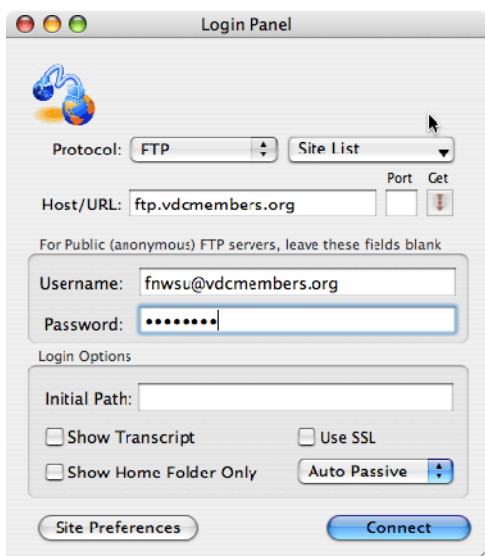 Login Panel
Protocol: FTP Site List
Port Get
Host/URL: ftp.vdcmembers.org
For Public (anonymous) FTP servers, leave these fields blank
Username: fnwsu@vdcmembers.org
Password: ••••••••
Login Options
Initial Path:
Show Transcript Use SSL
Show Home Folder Only Auto Passive
Site Preferences Connect